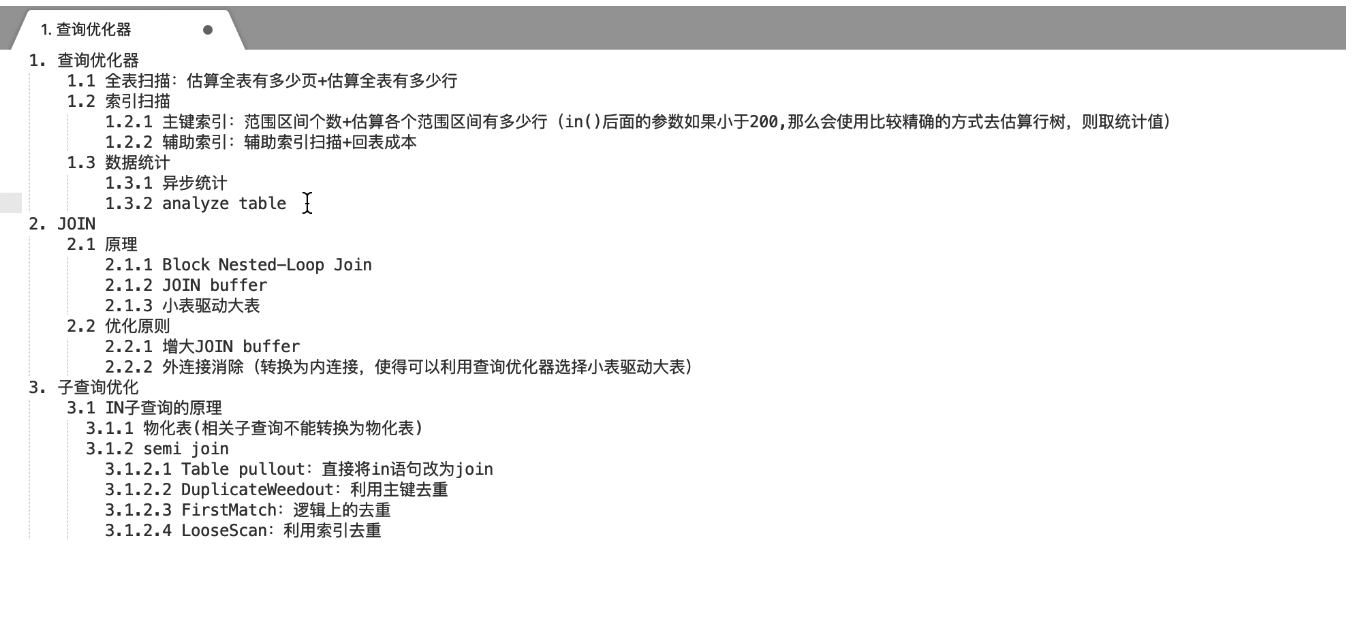 1. 查询优化器
1. 查询优化器
1.1 全表扫描：估算全表有多少页+估算全表有多少行
1.2 索引扫描
1.2.1 主键索引：范围区间个数+估算各个范围区间有多少行（in()后面的参数如果小于200,那么会使用比较精确的方式去估算行树，则取统计值）
1.2.2 辅助索引：辅助索引扫描+回表成本
1.3 数据统计
1.3.1 异步统计
1.3.2 analyze table
2. JOIN
2.1 原理
2.1.1 Block Nested-Loop Join
2.1.2 JOIN buffer
2.1.3 小表驱动大表
2.2 优化原则
2.2.1 增大JOIN buffer
2.2.2 外连接消除（转换为内连接，使得可以利用查询优化器选择小表驱动大表）
3. 子查询优化
3.1 IN子查询的原理
3.1.1 物化表(相关子查询不能转换为物化表)
3.1.2 semi join
3.1.2.1 Table pullout：直接将in语句改为join
3.1.2.2 DuplicateWeedout：利用主键去重
3.1.2.3 FirstMatch：逻辑上的去重
3.1.2.4 LooseScan：利用索引去重